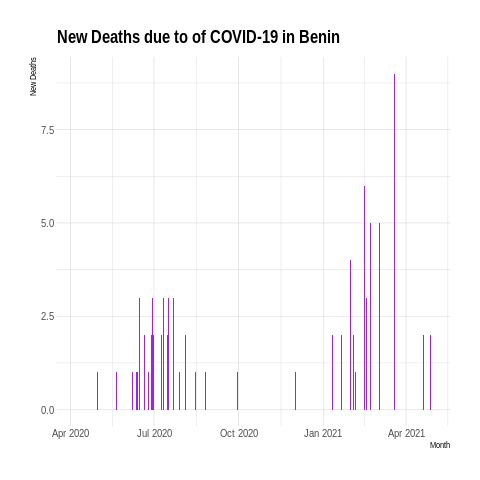 New Deaths due to of COVID-19 in Benin
New Deaths
7.5
5.0
2.5
0.0
Apr 2020 Jul 2020 Oct 2020 Jan 2021 Apr 2021
Month